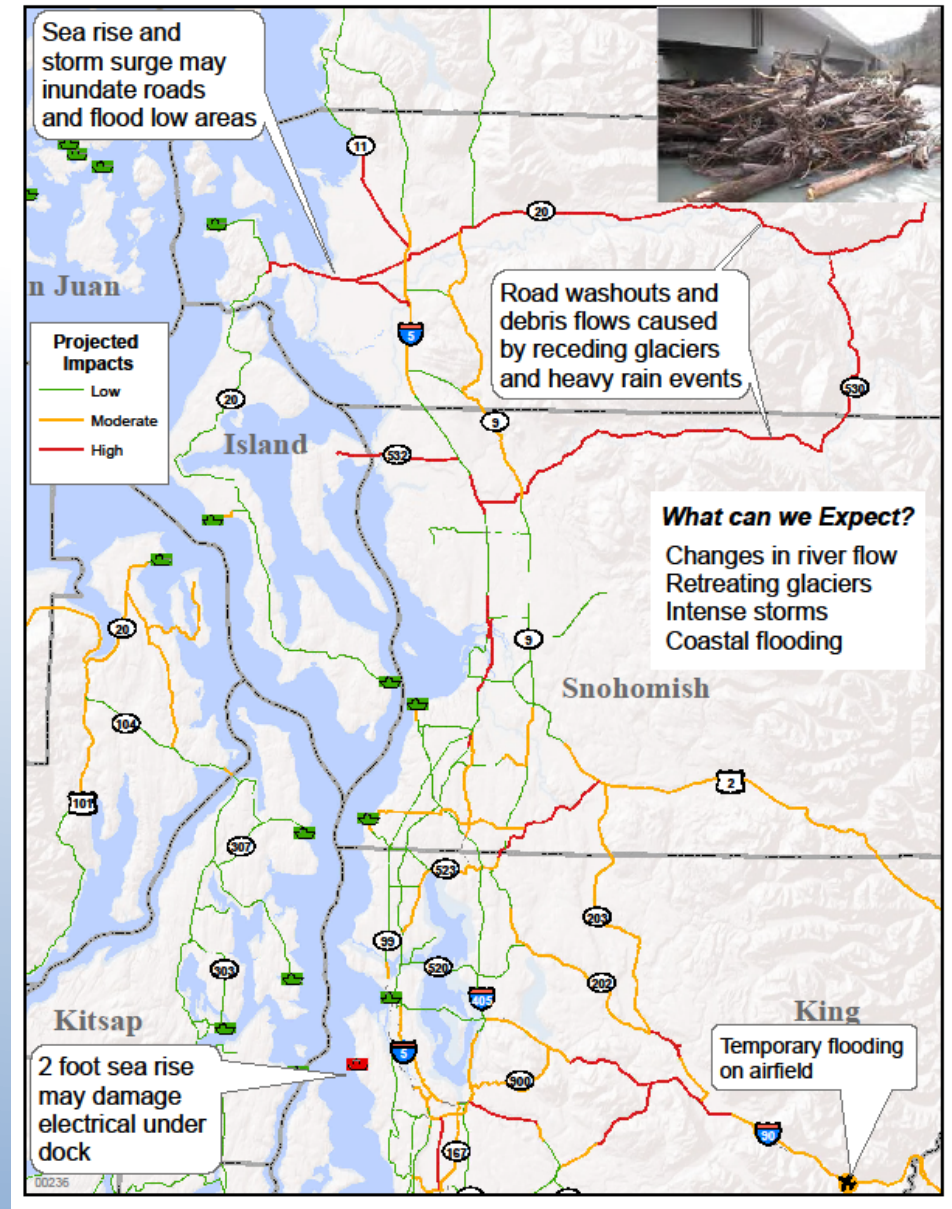 Sea rise and
storm surge may
inundate roads
and flood low areas
11
20
n Juan
Road washouts and
debris flows caused
by receding glaciers
and heavy rain events
5
Projected
Impacts
Low
Moderate
High
530
20
9
Island
532
What can we Expect?
Changes in river flow
Retreating glaciers
Intense storms
Coastal flooding
20
9
Snohomish
104
2
101
307
523
203
99
520
303
202
405
Kitsap
King
2 foot sea rise
may damage
electrical under
dock
5
Temporary flooding
on airfield
900
90
167
00236